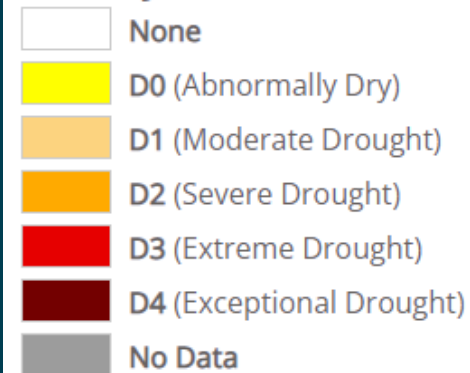 None
D0 (Abnormally Dry)
D1 (Moderate Drought)
D2 (Severe Drought)
D3 (Extreme Drought)
D4 (Exceptional Drought)
No Data